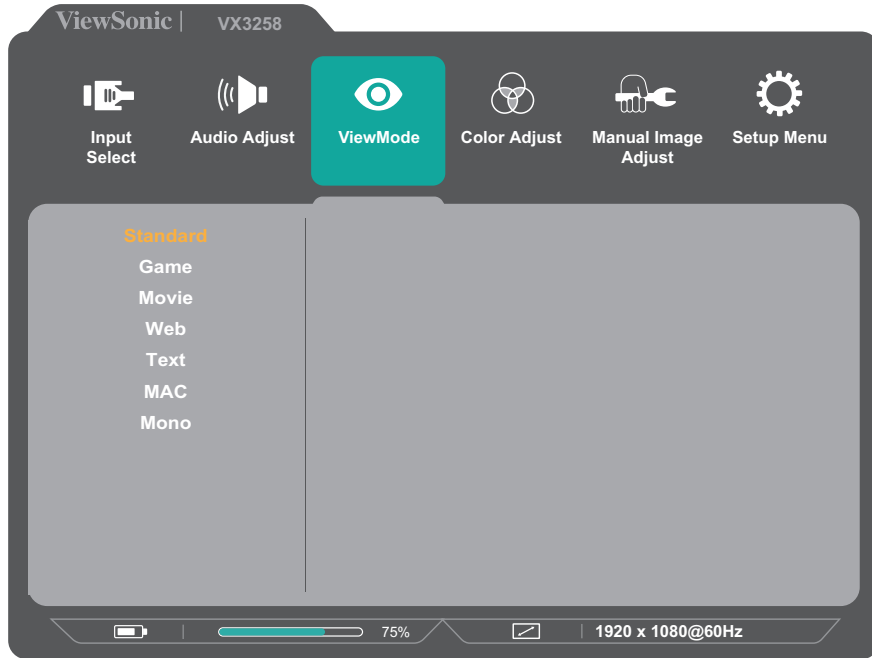 ViewSonic | VX3258
Input
Select
Audio Adjust
ViewMode
Color Adjust
Manual Image
Adjust
Setup Menu
Standard
Game
Movie
Web
Text
MAC
Mono
75%
1920 x 1080@60Hz